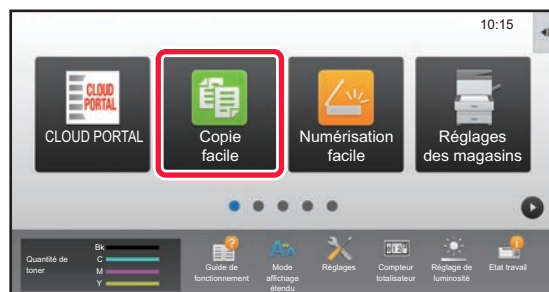 10:15
CLOUD
PORTAL
CLOUD PORTAL
Copie
facile
Numérisation
facile
Réglages
des magasins
Quantité de
toner
Bk
C
M
Y
Guide de
fonctionnement
Mode
affichage
étendu
Réglages
Compteur
totalisateur
Réglage de
luminosité
Etat travail